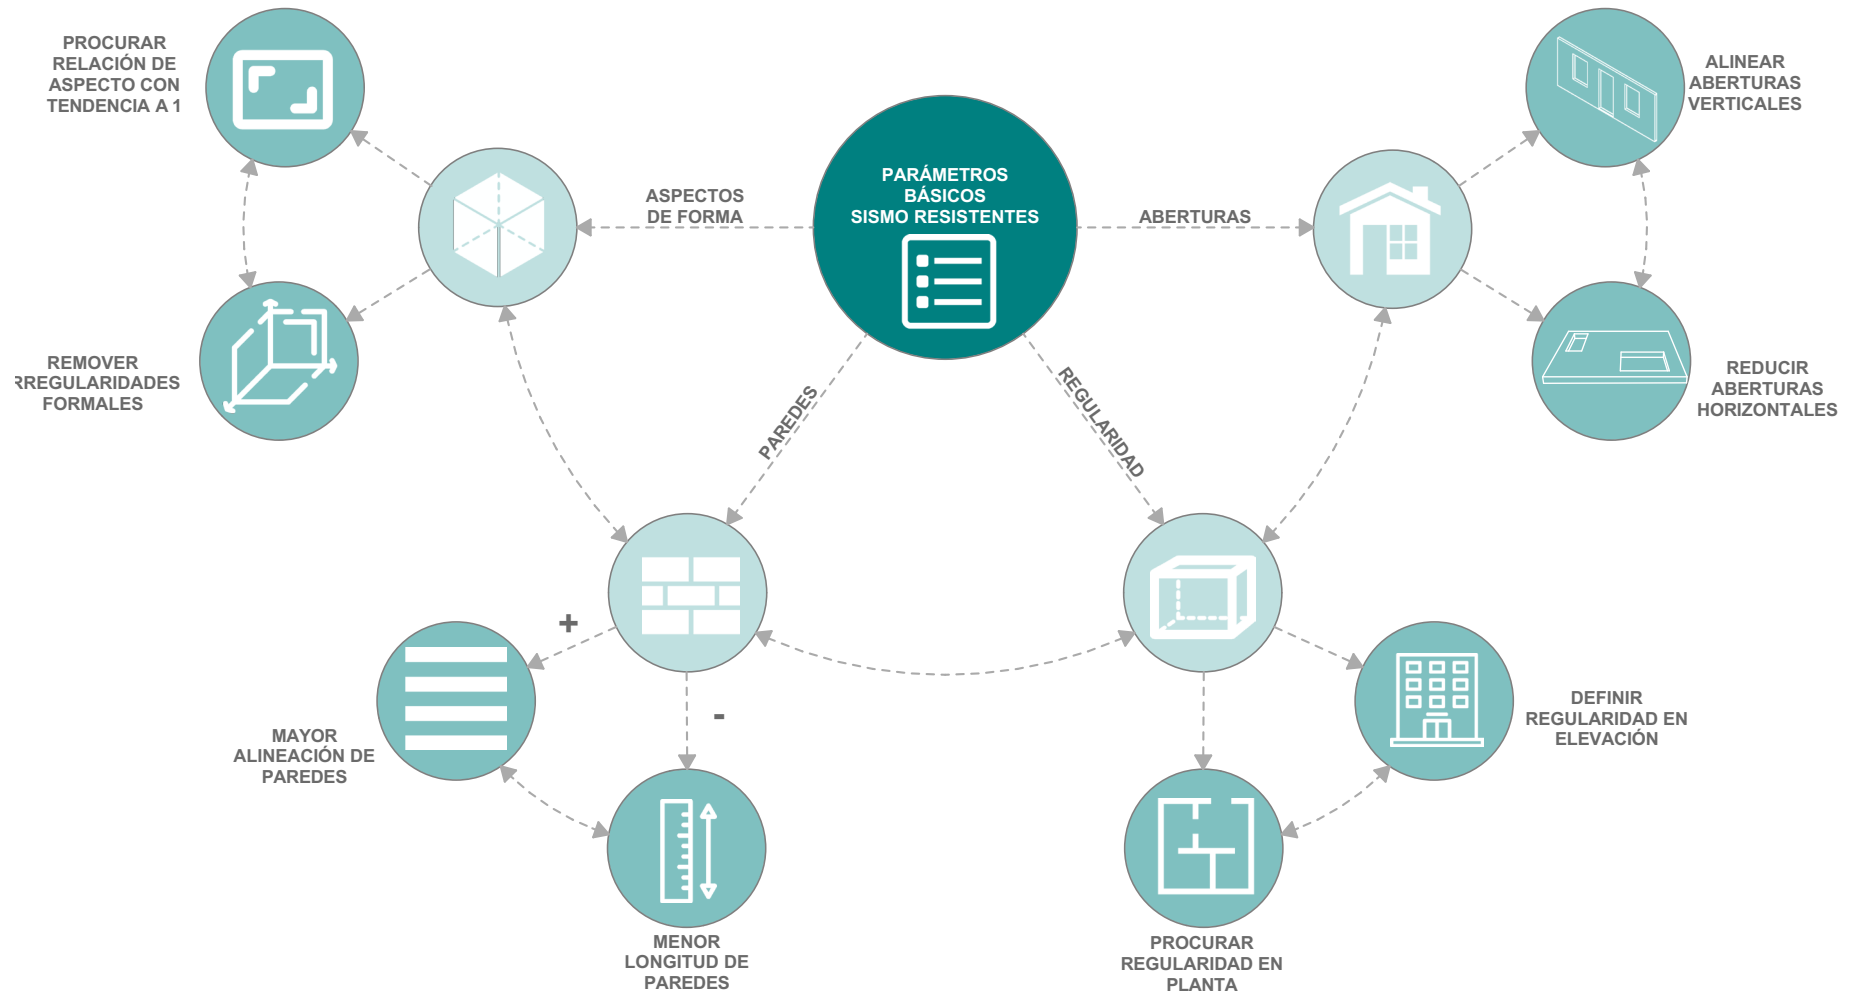 PROCURAR
RELACIÓN DE
ASPECTO CON
TENDENCIA A 1
REMOVER
RREGULARIDADES
FORMALES
ASPECTOS
DE FORMA
PARÁMETROS
BÁSICOS
SISMO RESISTENTES
ABERTURAS
ALINEAR
ABERTURAS
VERTICALES
REDUCIR
ABERTURAS
HORIZONTALES
PAREDES
REGULARIDAD
+
-
MAYOR
ALINEACIÓN DE
PAREDES
MENOR
LONGITUD DE
PAREDES
PROCURAR
REGULARIDAD EN
PLANTA
DEFINIR
REGULARIDAD EN
ELEVACIÓN